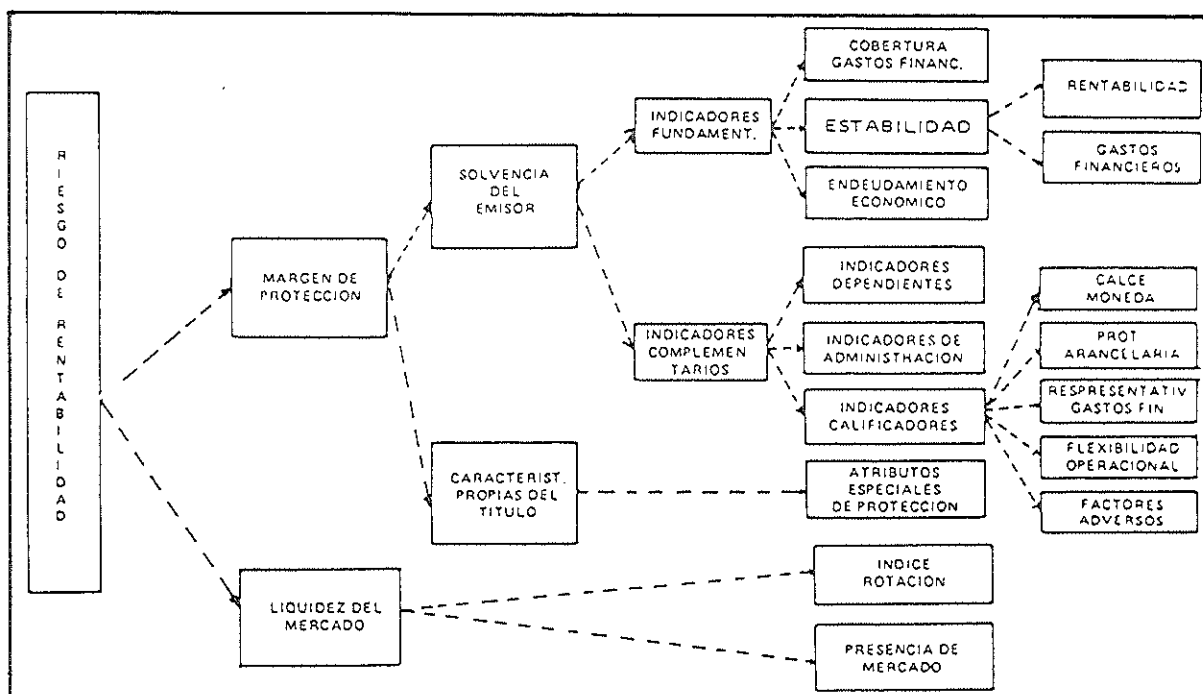 RIESGO DE RENTABILIDAD
MARGEN DE
PROTECCION
LIQUIDEZ DEL
MERCADO
SOLVENCIA
DEL
EMISOR
CARACTERIST.
PROPIAS DEL
TITULO
INDICADORES
FUNDAMENT.
INDICADORES
COMPLEMEN
TARIOS
COBERTURA
GASTOS FINANC.
ESTABILIDAD
ENDEUDAMIENTO
ECONOMICO
INDICADORES
DEPENDIENTES
INDICADORES DE
ADMINISTRACION
INDICADORES
CALIFICADORES
ATRIBUTOS
ESPECIALES
DE PROTECCION
INDICE
ROTACION
PRESENCIA DE
MERCADO
RENTABILIDAD
GASTOS
FINANCIEROS
CALCE
MONEDA
PROT
ARANCELARIA
RESPRESENTATIV
GASTOS FIN
FLEXIBILIDAD
OPERACIONAL
FACTORES
ADVERSOS